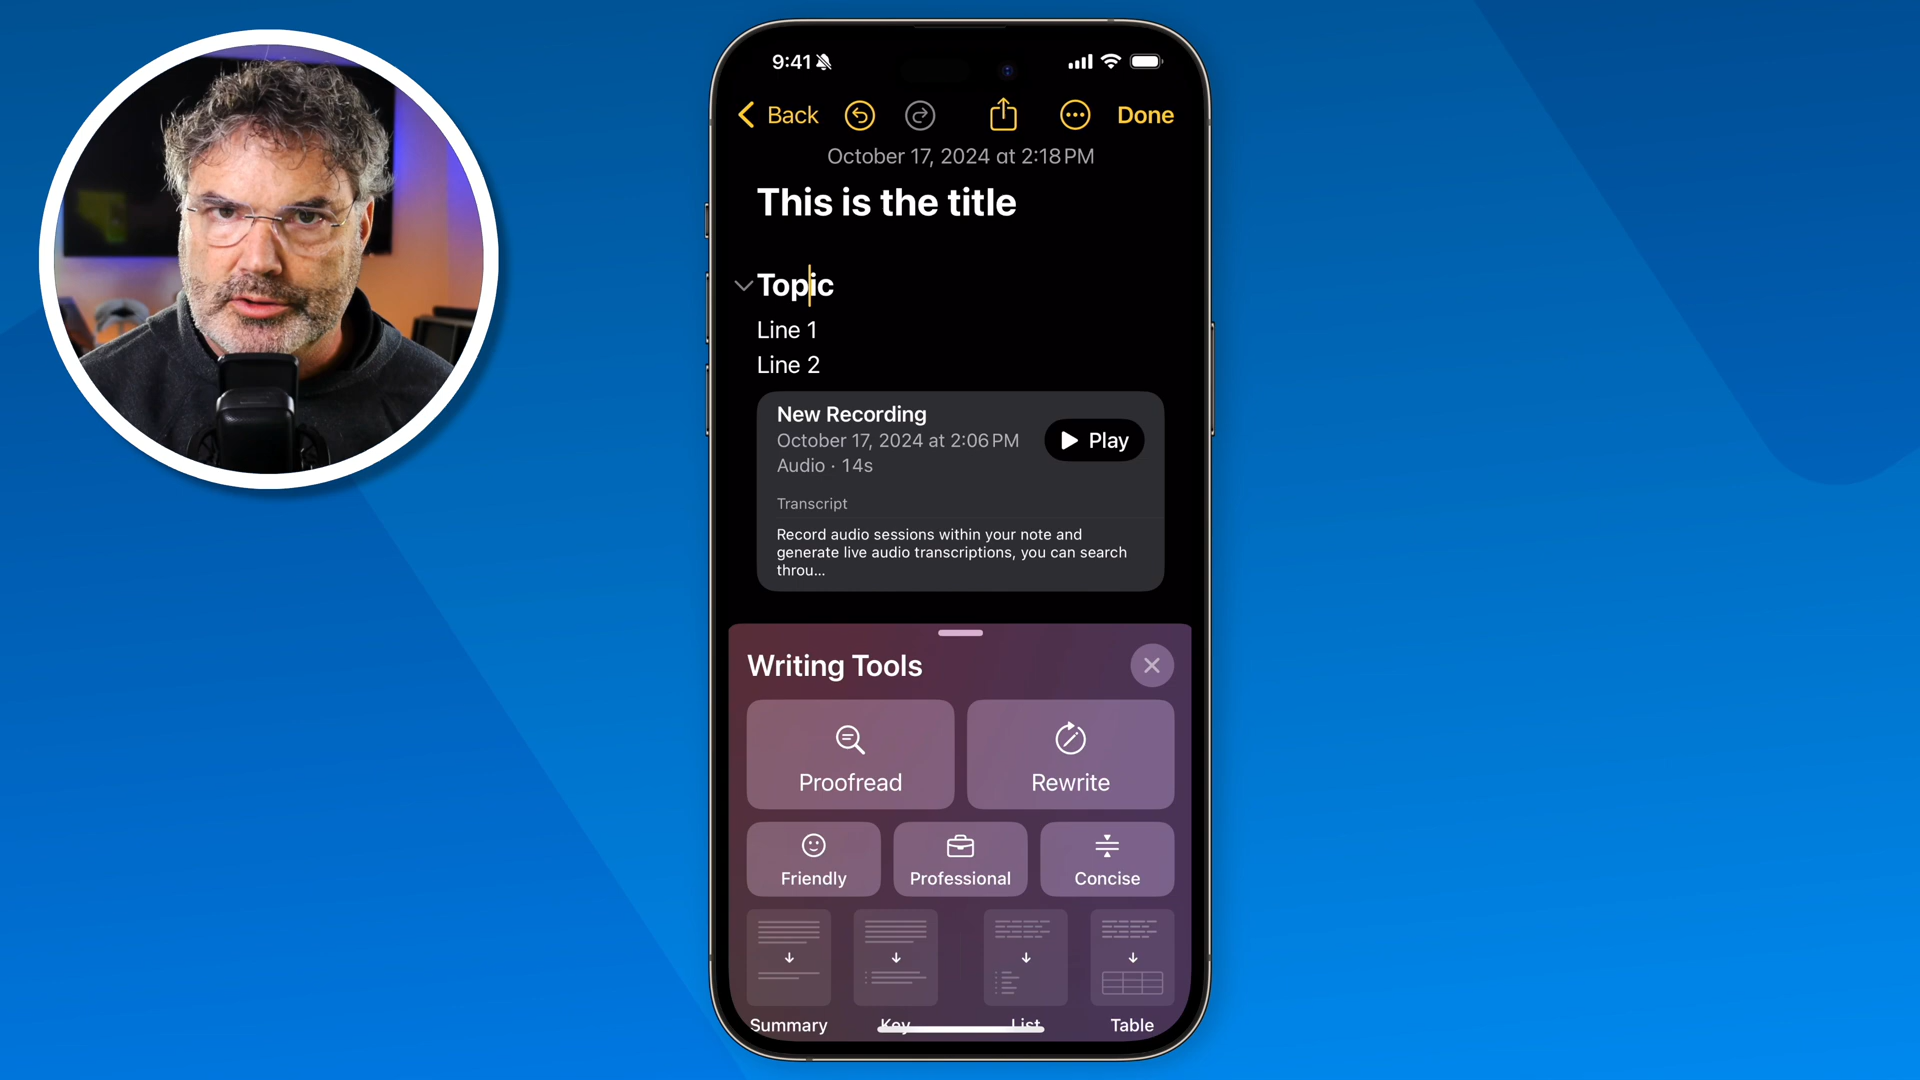 9:41
Back
Done
October 17, 2024 at 2:18 PM
This is the title
Topic
Line 1
Line 2
New Recording
October 17, 2024 at 2:06 PM
Audio · 14s
Play
Transcript
Record audio sessions within your note and
generate live audio transcriptions, you can search
throu...
Writing Tools
Proofread
Rewrite
Friendly
Professional
Concise
Summary
Key
List
Table